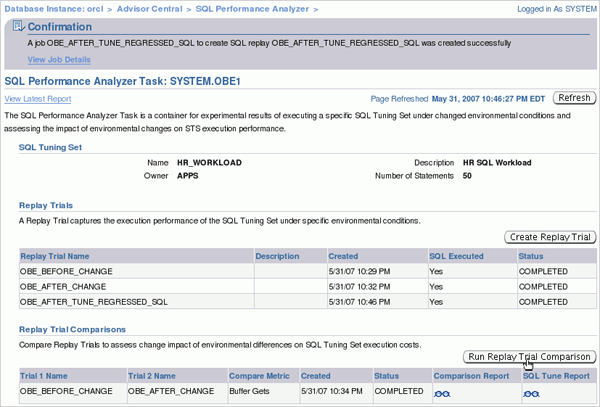 Database Instance: orcl > Advisor Central > SQL Performance Analyzer > Logged in As SYSTEM
Confirmation
A job OBE_AFTER_TUNE_REGRESSED_SQL to create SQL replay OBE_AFTER_TUNE_REGRESSED_SQL was created successfully
View Job Details
SQL Performance Analyzer Task: SYSTEM.OBE1
View Latest Report Page Refreshed May 31, 2007 10:46:27 PM EDT Refresh
The SQL Performance Analyzer Task is a container for experimental results of executing a specific SQL Tuning Set under changed environmental conditions and
assessing the impact of environmental changes on STS execution performance.
SQL Tuning Set
Name HR_WORKLOAD Description HR SQL Workload
Owner APPS Number of Statements 50
Replay Trials
A Replay Trial captures the execution performance of the SQL Tuning Set under specific environmental conditions.
Create Replay Trial
Replay Trial Name Description Created SQL Executed Status
OBE_BEFORE_CHANGE 5/31/07 10:29 PM Yes COMPLETED
OBE_AFTER_CHANGE 5/31/07 10:32 PM Yes COMPLETED
OBE_AFTER_TUNE_REGRESSED_SQL 5/31/07 10:46 PM Yes COMPLETED
Replay Trial Comparisons
Compare Replay Trials to assess change impact of environmental differences on SQL Tuning Set execution costs.
Run Replay Trial Comparison
Trial 1 Name Trial 2 Name Compare Metric Created Status Comparison Report SQL Tune Report
OBE_BEFORE_CHANGE OBE_AFTER_CHANGE Buffer Gets 5/31/07 10:34 PM COMPLETED